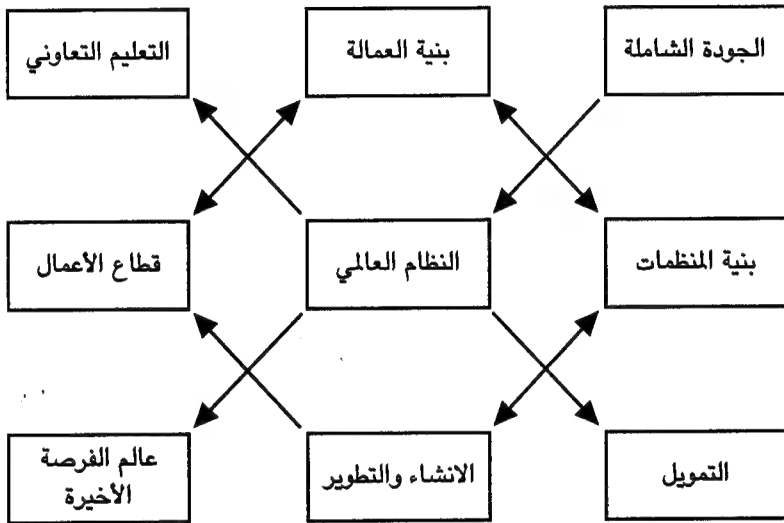 الجودة الشاملة
بنية العمالة
التعليم التعاوني
بنية المنظمات
النظام العالمي
قطاع الأعمال
التمويل
الانشاء والتطوير
عالم الفرصة
الأخيرة